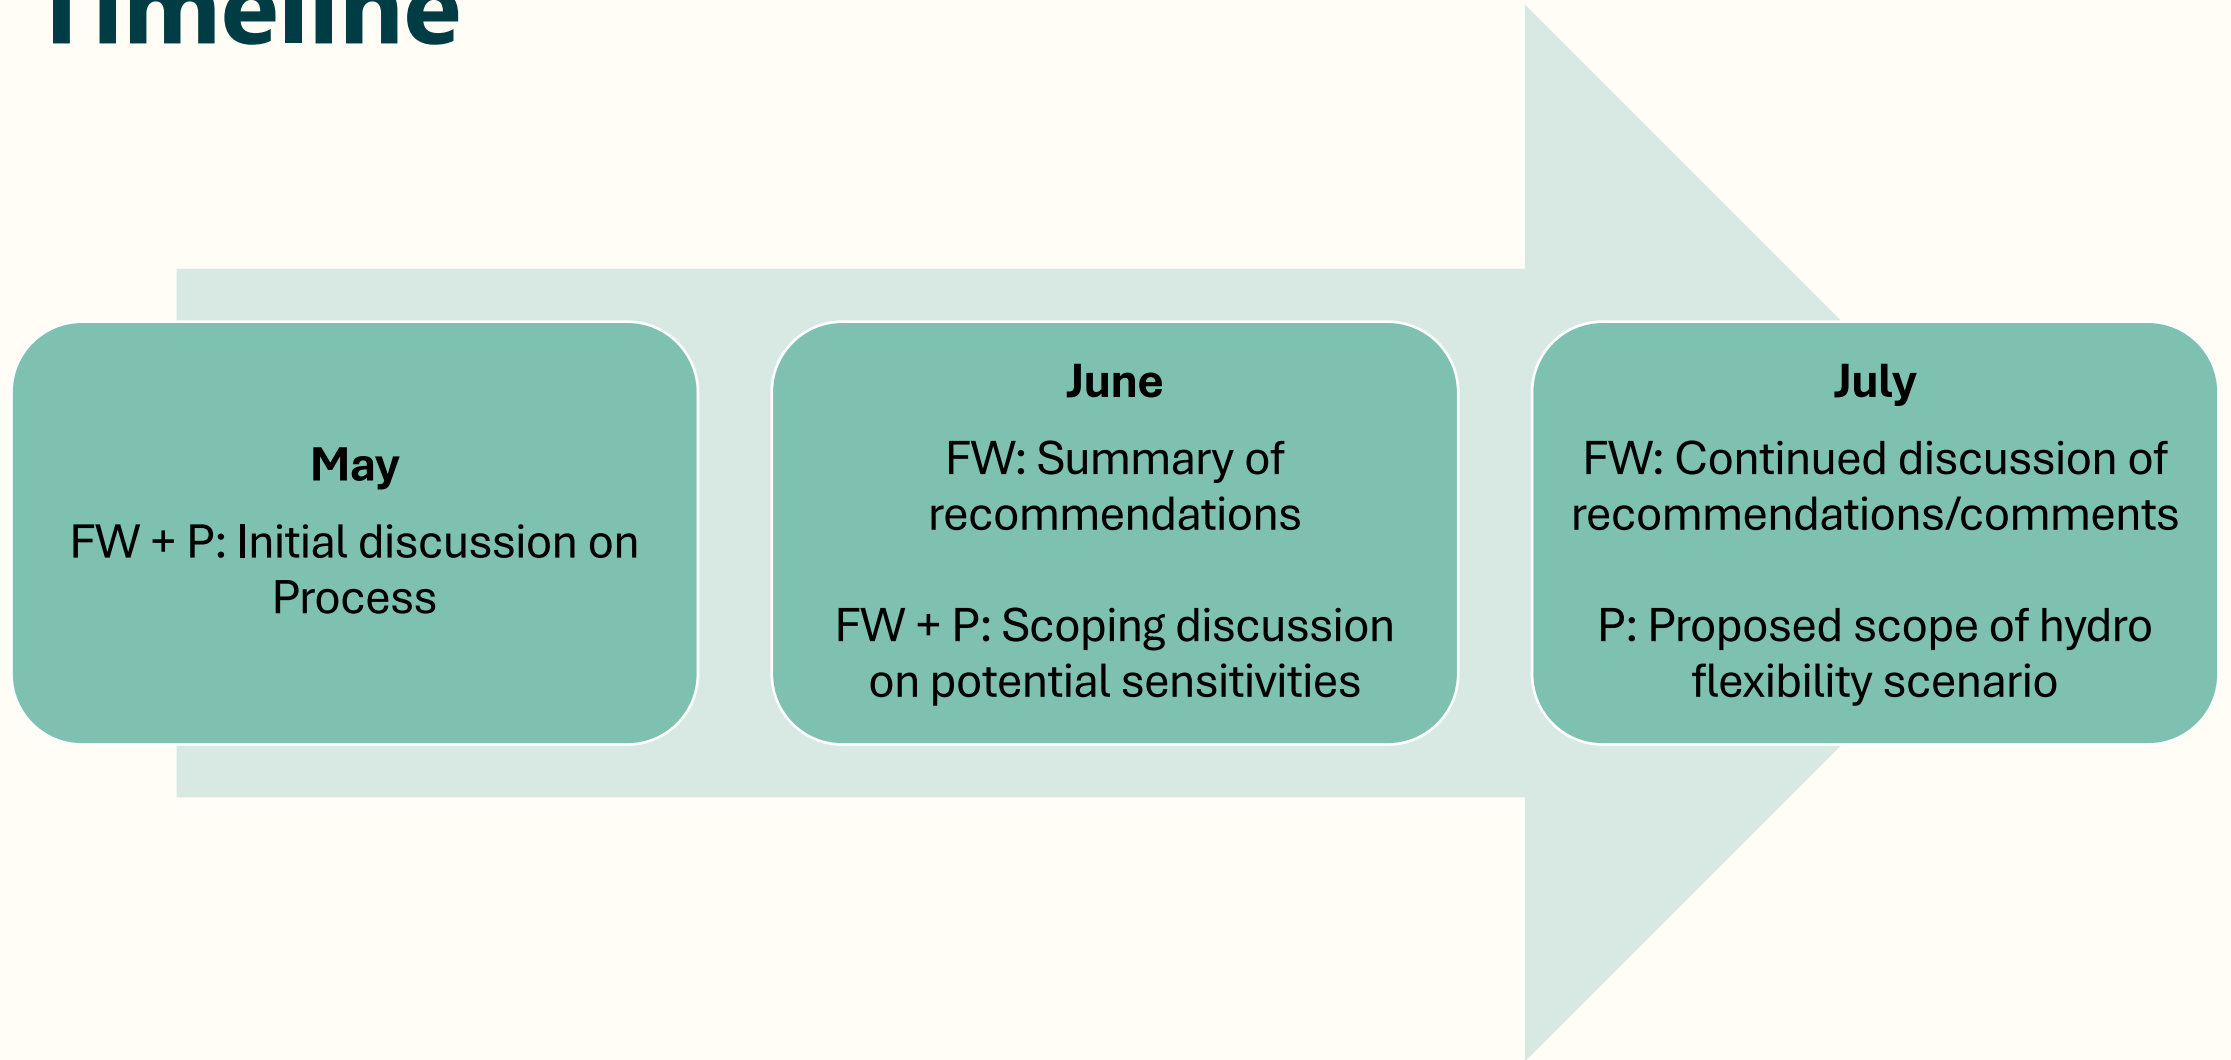 Timeline
May
FW + P: Initial discussion on
Process
June
FW: Summary of
recommendations
FW + P: Scoping discussion
on potential sensitivities
July
FW: Continued discussion of
recommendations/comments
P: Proposed scope of hydro
flexibility scenario